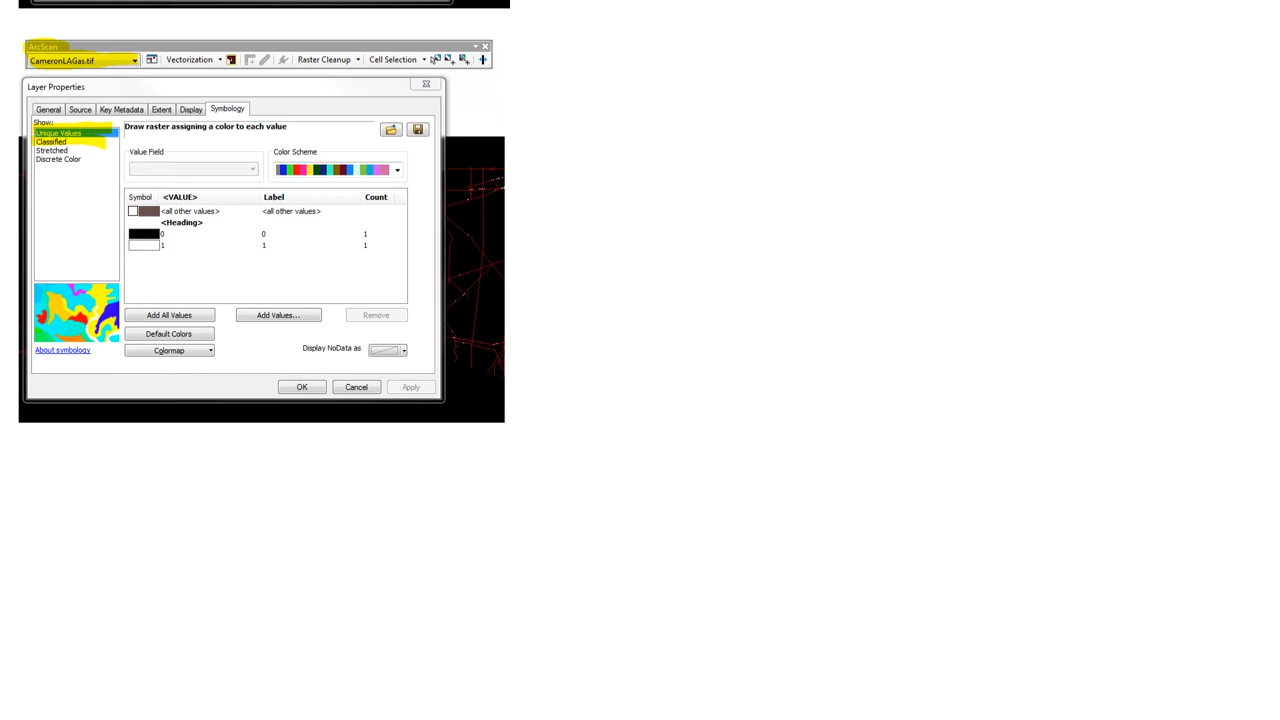 ArcScan
CameronLAGas.tif Vectorization Raster Cleanup Cell Selection
Layer Properties
General Source Key Metadata Extent Display Symbology
Show:
Unique Values
Classified
Stretched
Discrete Color
Draw raster assigning a color to each value
Value Field Color Scheme
Symbol <VALUE> Label Count
<all other values> <all other values>
<Heading>
0 0 1
1 1 1
Add All Values Add Values... Remove
Default Colors
About symbology Colormap Display NoData as
OK Cancel Apply